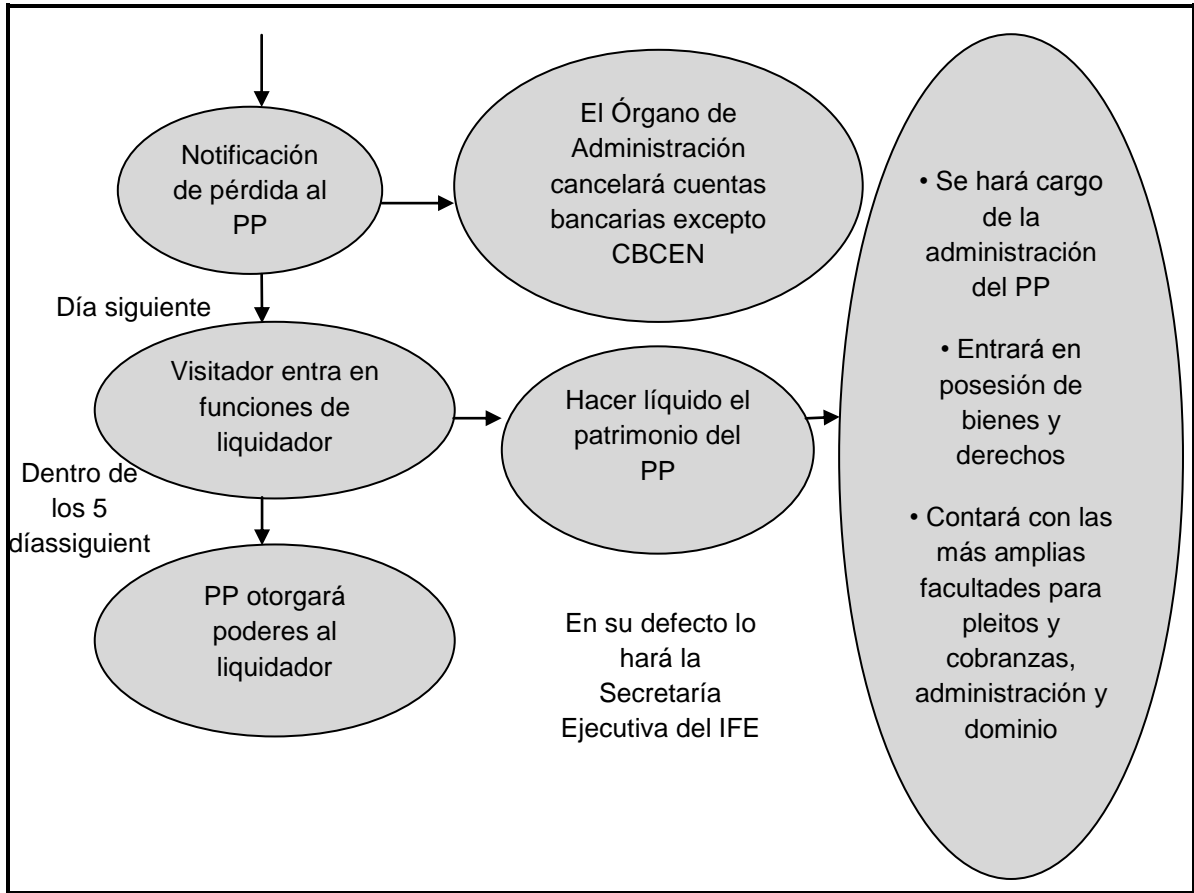 Notificación
de pérdida al
PP
El Órgano de
Administración
cancelará cuentas
bancarias excepto
CBCEN
Día siguiente
Visitador entra en
funciones de
liquidador
Hacer líquido el
patrimonio del
PP
• Se hará cargo
de la
administración
del PP
• Entrará en
posesión de
bienes y
derechos
• Contará con las
más amplias
facultades para
pleitos y
cobranzas,
administración y
dominio
Dentro de
los 5
díassiguient
PP otorgará
poderes al
liquidador
En su defecto lo
hará la
Secretaría
Ejecutiva del IFE